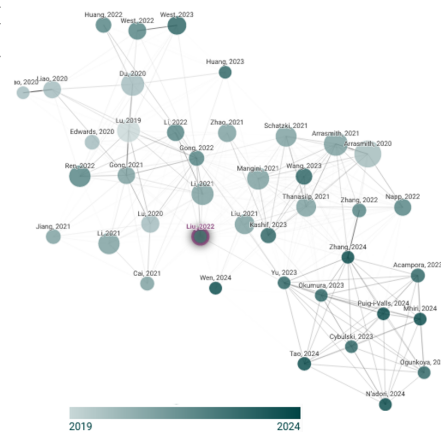 Huang, 2022
West, 2022
West, 2023
Huang, 2023
Du, 2020
Liao, 2020
Lu, 2019
Li, 2022
Zhao, 2021
Schatzki, 2021
Arrasmith, 2021
Edwards, 2020
Gong, 2022
Arrasmith, 2020
Ren, 2022
Gong, 2021
Mangini, 2021
Wang, 2023
Li, 2021
Thanasilp, 2021
Zhang, 2022
Napp, 2022
Lu, 2020
Liu, 2022
Liu, 2021
Kashif, 2023
Jiang, 2021
Li, 2021
Zhang, 2024
Cai, 2021
Wen, 2024
Yu, 2023
Acampora, 2023
Okumura, 2023
Puig-i-Valls, 2024
Mhiri, 2024
Cybulski, 2023
Tao, 2024
N'adori, 2024
2019
2024